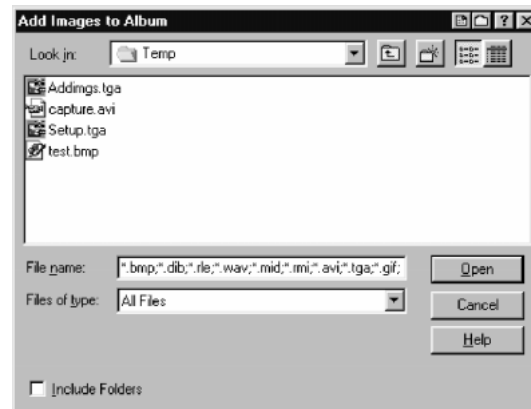 Add Images to Album
Look in: Temp
Addimgs.tga
capture.avi
Setup.tga
test.bmp
File name: *.bmp;*.dib;*.rle;*.wav;*.mid;*.rmi;*.avi;*.tga;*.gif; Open
Files of type: All Files Cancel
Help
Include Folders